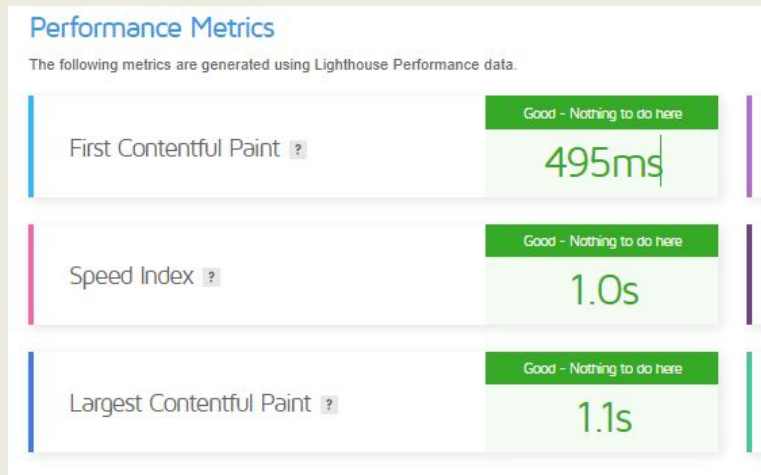 Performance Metrics
The following metrics are generated using Lighthouse Performance data.
Good - Nothing to do here
First Contentful Paint ?
495ms
Good - Nothing to do here
Speed Index ?
1.0s
Good - Nothing to do here
Largest Contentful Paint ?
1.1s